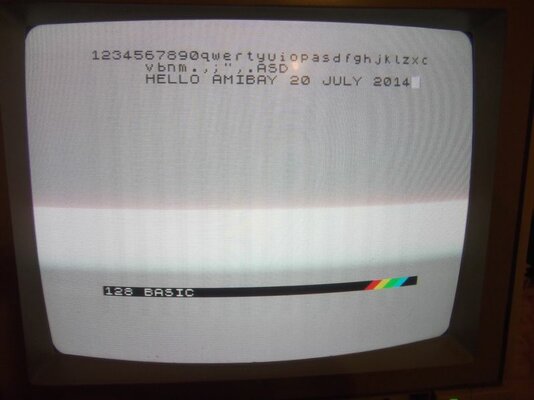 1234567890qwertyuiopasdfghjklzxc
vbnm.,;",.ASD
HELLO AMIBAY 20 JULY 2014
128 BASIC